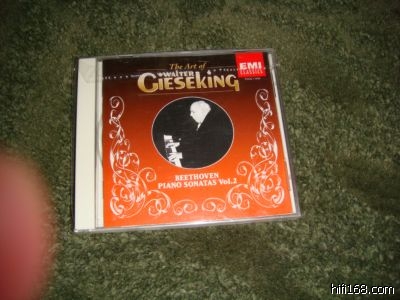 The Art of
WALTER
GIESEKING
EMI
CLASSICS
BEETHOVEN
PIANO SONATAS Vol.2
hifi168.com